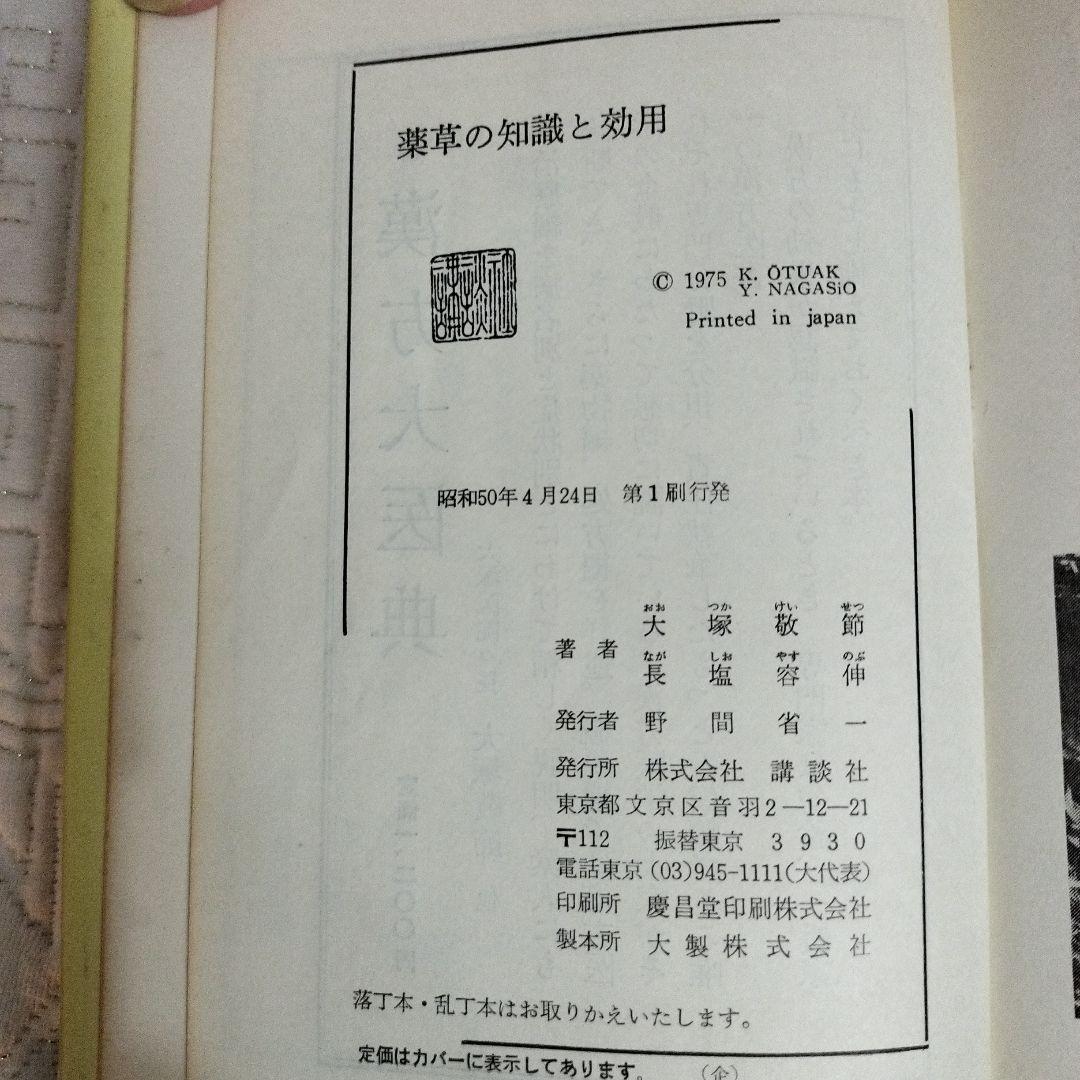 薬草の知識と効用
© 1975 K. ŌTUAK
Y. NAGASiO
Printed in japan
昭和50年4月24日 第1刷行発
おお つか けい せつ
著者 大塚敬節
なが しお やす のぶ
長塩容伸
発行者 野間省一
発行所 株式会社 講談社
東京都文京区音羽2—12—21
〒112 振替東京 3930
電話東京(03)945-1111(大代表)
印刷所 慶昌堂印刷株式会社
製本所 大製株式会社
落丁本・乱丁本はお取りかえいたします。
定価はカバーに表示してあります。 (企)